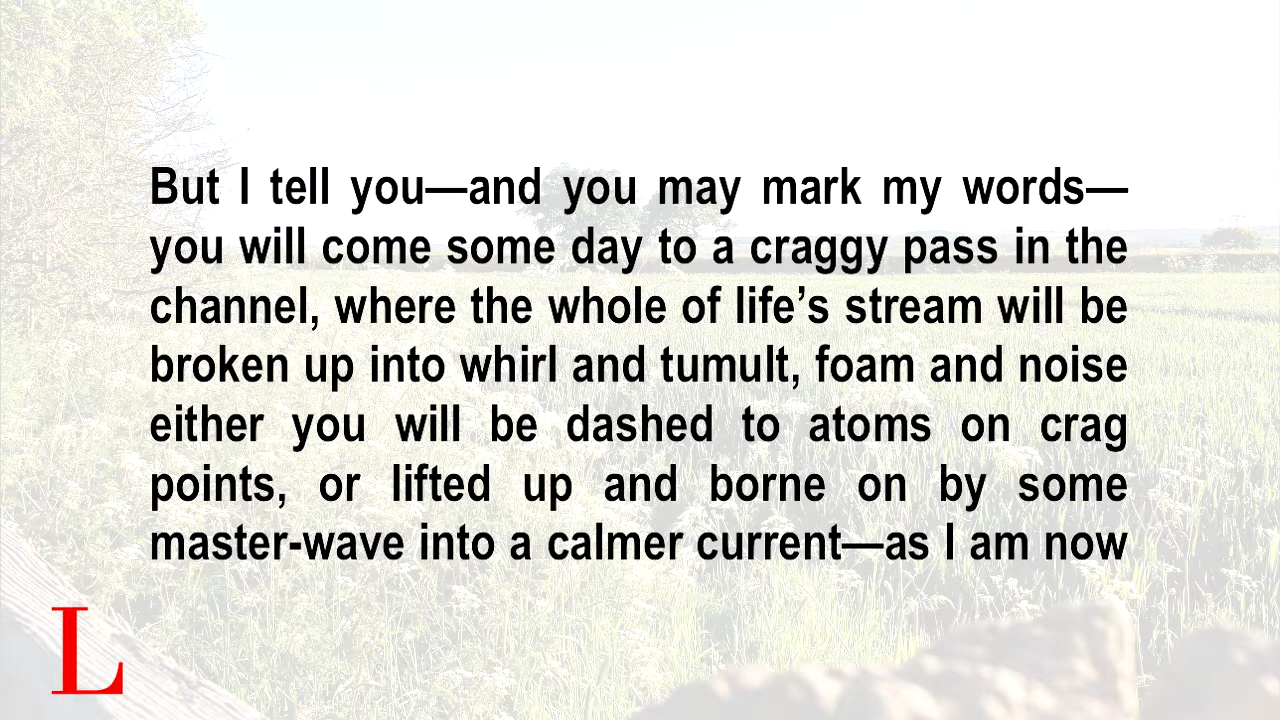 But I tell you—and you may mark my words—
you will come some day to a craggy pass in the
channel, where the whole of life’s stream will be
broken up into whirl and tumult, foam and noise
either you will be dashed to atoms on crag
points, or lifted up and borne on by some
master-wave into a calmer current—as I am now
L